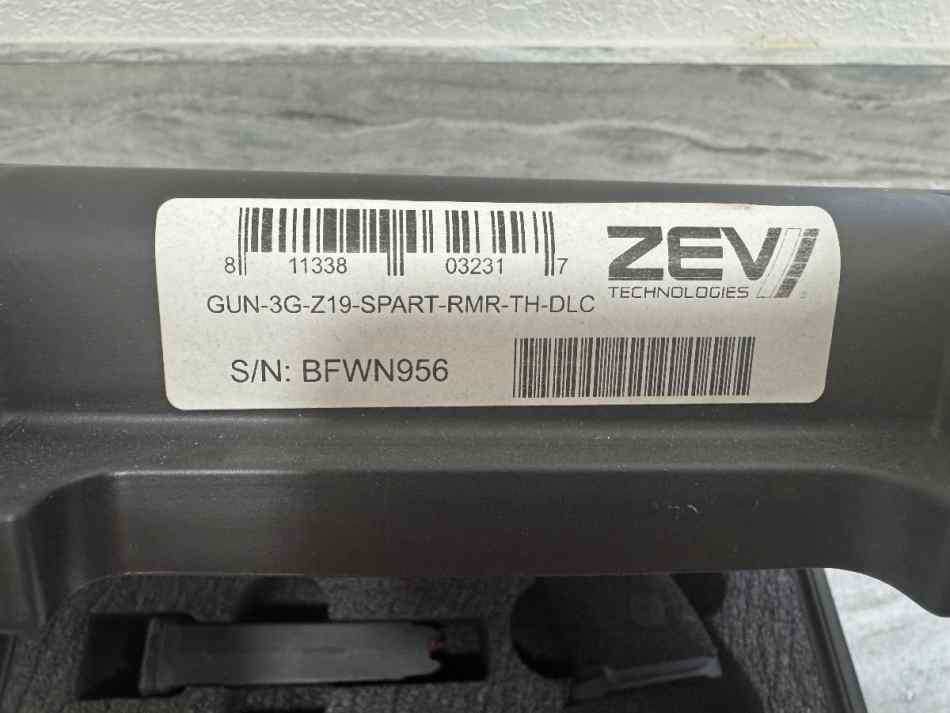 ZEV
TECHNOLOGIES
8 11338 03231 7
GUN-3G-Z19-SPART-RMR-TH-DLC
S/N: BFWN956